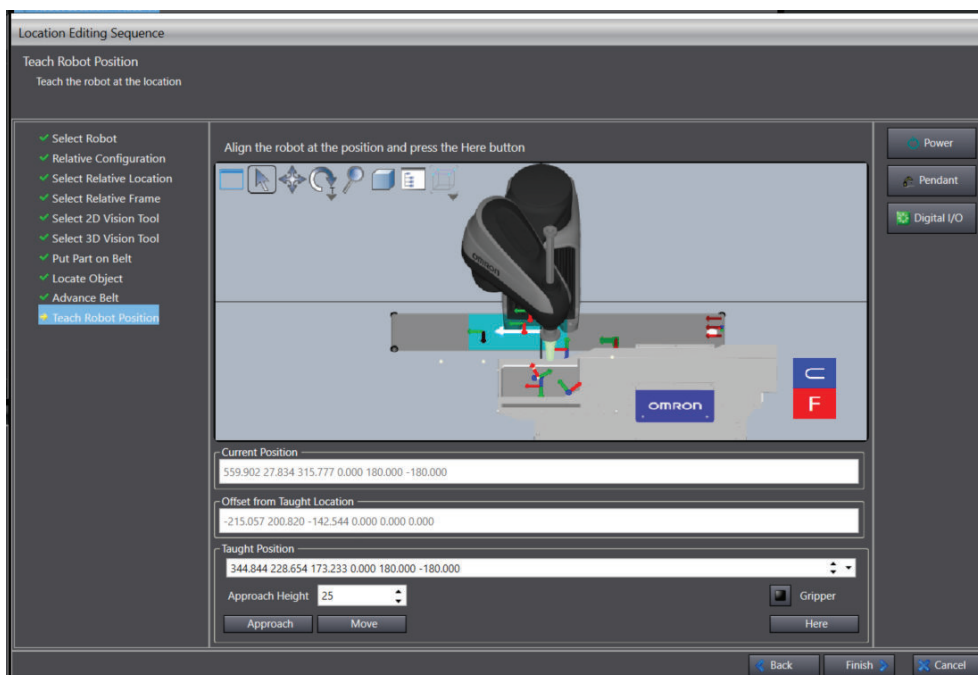 Location Editing Sequence
Teach Robot Position
Teach the robot at the location
Select Robot
Relative Configuration
Select Relative Location
Select Relative Frame
Select 2D Vision Tool
Select 3D Vision Tool
Put Part on Belt
Locate Object
Advance Belt
Teach Robot Position
Align the robot at the position and press the Here button
OMRON
OMRON
F
Power
Pendant
Digital I/O
Current Position
559.902 27.834 315.777 0.000 180.000 -180.000
Offset from Taught Location
-215.057 200.820 -142.544 0.000 0.000 0.000
Taught Position
344.844 228.654 173.233 0.000 180.000 -180.000
Approach Height 25
Gripper
Approach Move Here
Back Finish Cancel